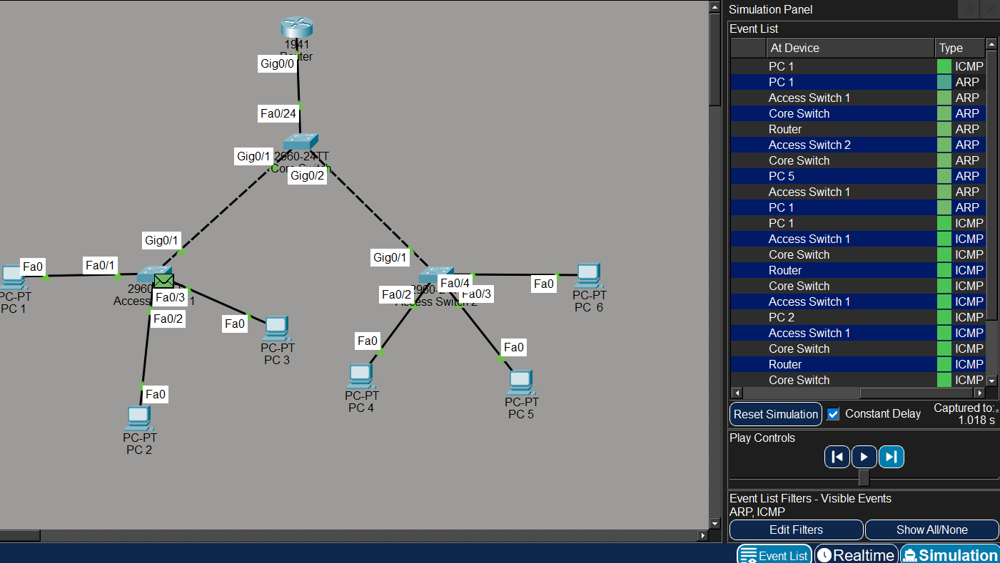 1941
Router
Gig0/0
Fa0/24
Gig0/1
2960-24TT
Core Switch
Gig0/2
Gig0/1
Fa0
Fa0/1
PC-PT
PC 1
2960
Access 1
Fa0/3
Fa0/2
Fa0
PC-PT
PC 3
Fa0
PC-PT
PC 2
Gig0/1
Fa0/4
Fa0/2
Fa0/3
2960-2
Access Switch 2
Fa0
PC-PT
PC 6
Fa0
PC-PT
PC 4
Fa0
PC-PT
PC 5
Simulation Panel
Event List
At Device Type
PC 1 ICMP
PC 1 ARP
Access Switch 1 ARP
Core Switch ARP
Router ARP
Access Switch 2 ARP
Core Switch ARP
PC 5 ARP
Access Switch 1 ARP
PC 1 ARP
PC 1 ICMP
Access Switch 1 ICMP
Core Switch ICMP
Router ICMP
Core Switch ICMP
Access Switch 1 ICMP
PC 2 ICMP
Access Switch 1 ICMP
Core Switch ICMP
Router ICMP
Core Switch ICMP
Reset Simulation Constant Delay Captured to:*
1.018 s
Play Controls
Event List Filters - Visible Events
ARP, ICMP
Edit Filters Show All/None
Event List Realtime Simulation